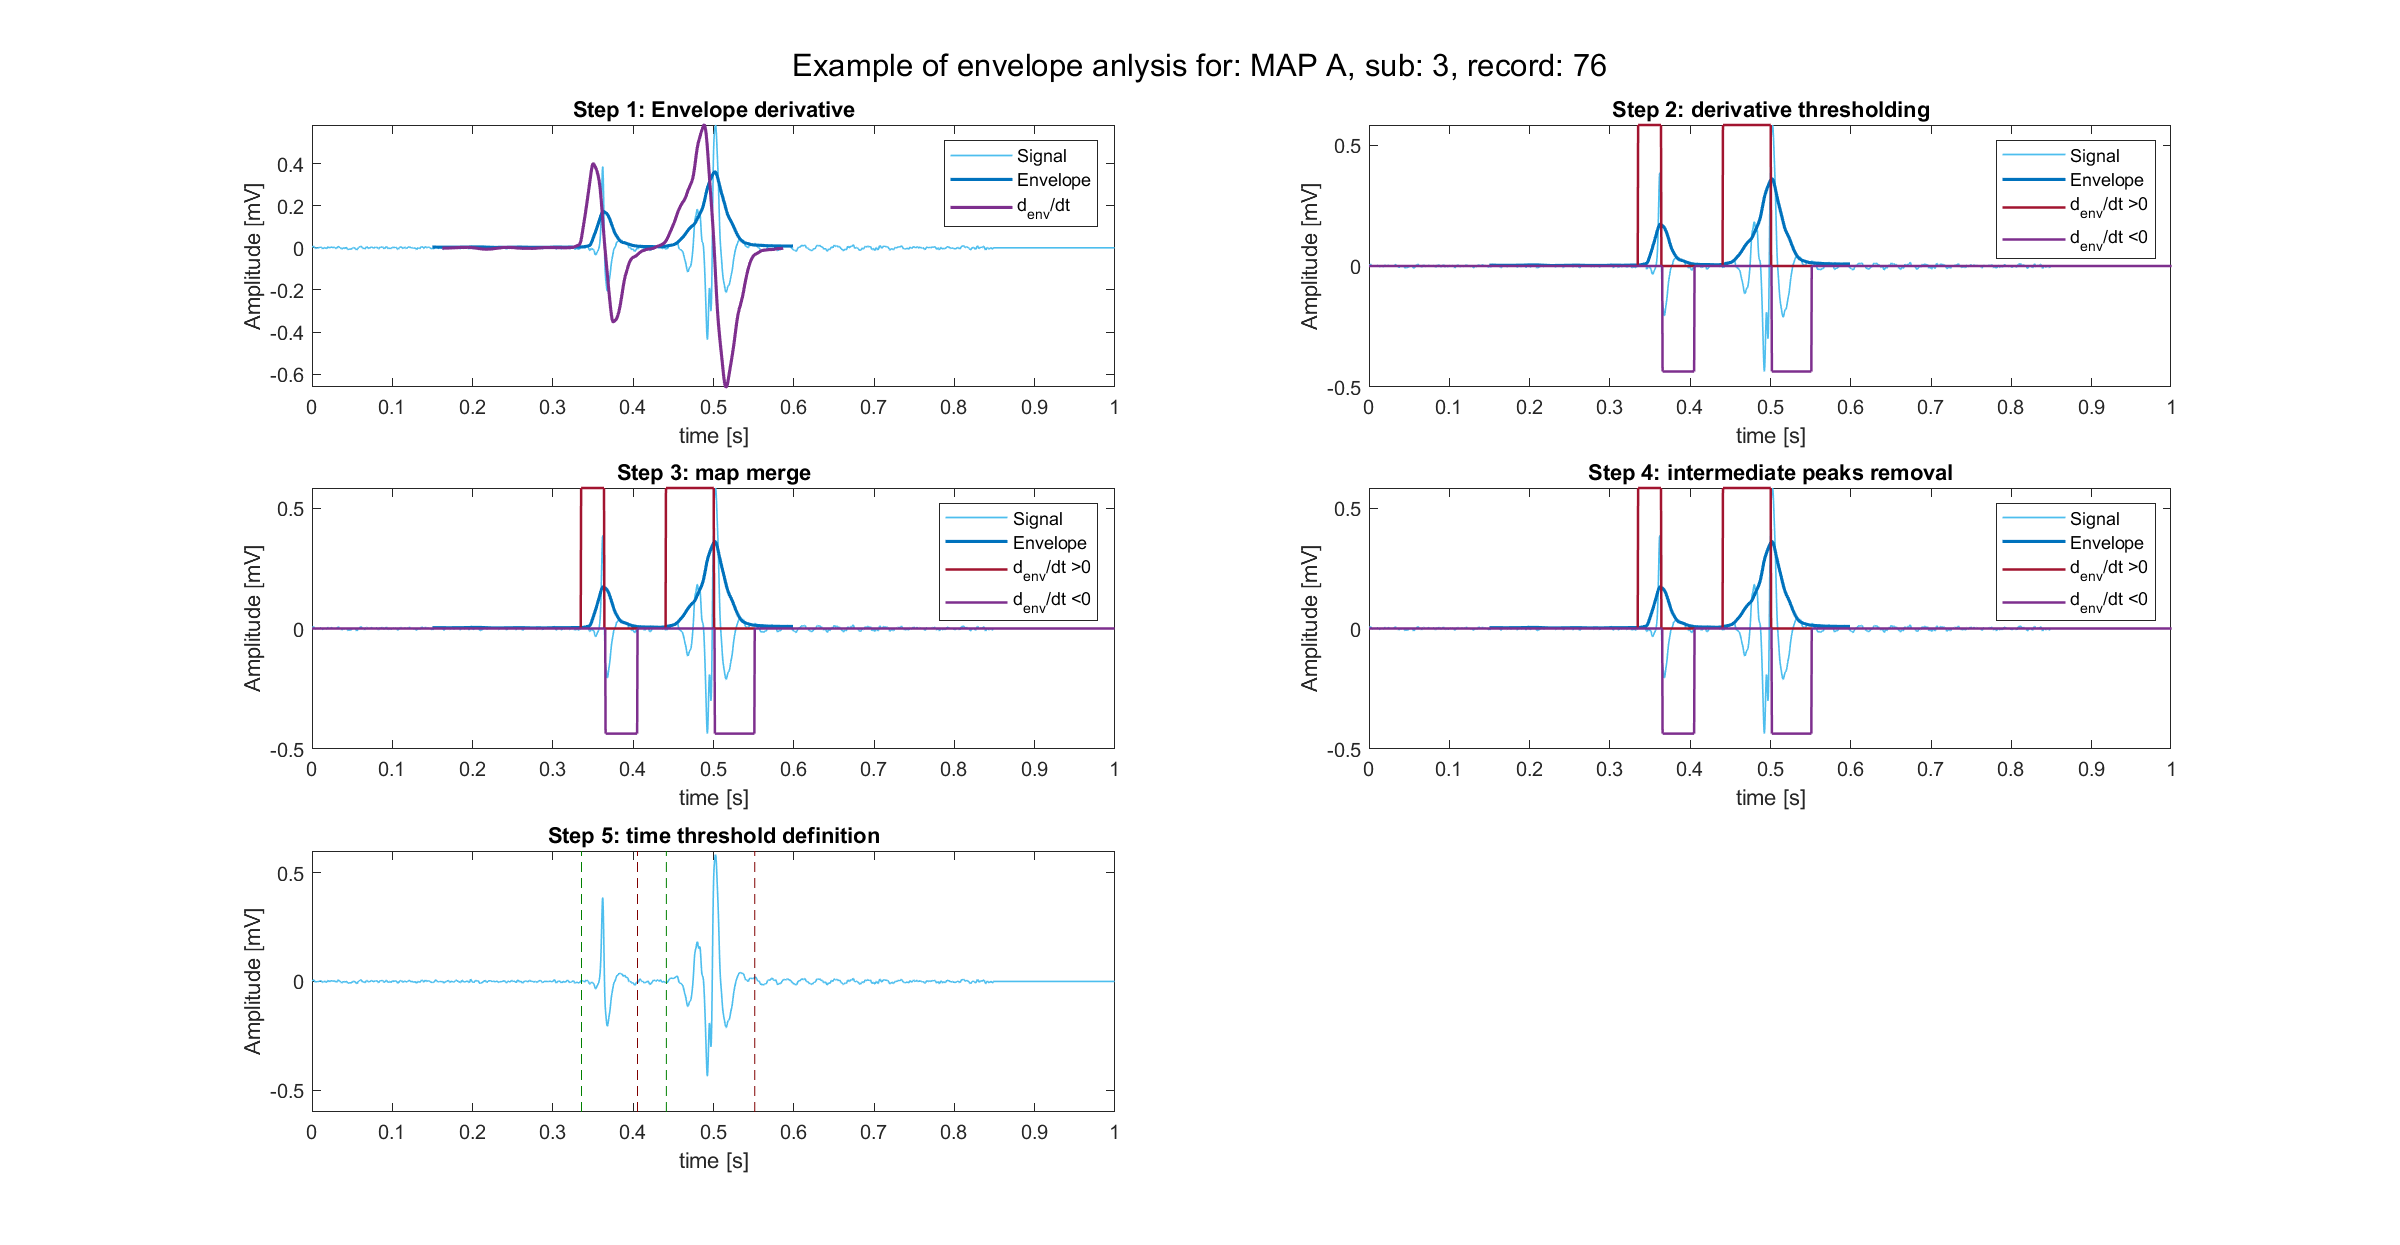 Example of envelope anlysis for: MAP A, sub: 3, record: 76
Step 1: Envelope derivative
Amplitude [mV]
0.4
0.2
0
-0.2
-0.4
-0.6
0 0.1 0.2 0.3 0.4 0.5 0.6 0.7 0.8 0.9 1
time [s]
Signal
Envelope
d_env/dt
Step 2: derivative thresholding
Amplitude [mV]
0.5
0
-0.5
0 0.1 0.2 0.3 0.4 0.5 0.6 0.7 0.8 0.9 1
time [s]
Signal
Envelope
d_env/dt >0
d_env/dt <0
Step 3: map merge
Amplitude [mV]
0.5
0
-0.5
0 0.1 0.2 0.3 0.4 0.5 0.6 0.7 0.8 0.9 1
time [s]
Signal
Envelope
d_env/dt >0
d_env/dt <0
Step 4: intermediate peaks removal
Amplitude [mV]
0.5
0
-0.5
0 0.1 0.2 0.3 0.4 0.5 0.6 0.7 0.8 0.9 1
time [s]
Signal
Envelope
d_env/dt >0
d_env/dt <0
Step 5: time threshold definition
Amplitude [mV]
0.5
0
-0.5
0 0.1 0.2 0.3 0.4 0.5 0.6 0.7 0.8 0.9 1
time [s]